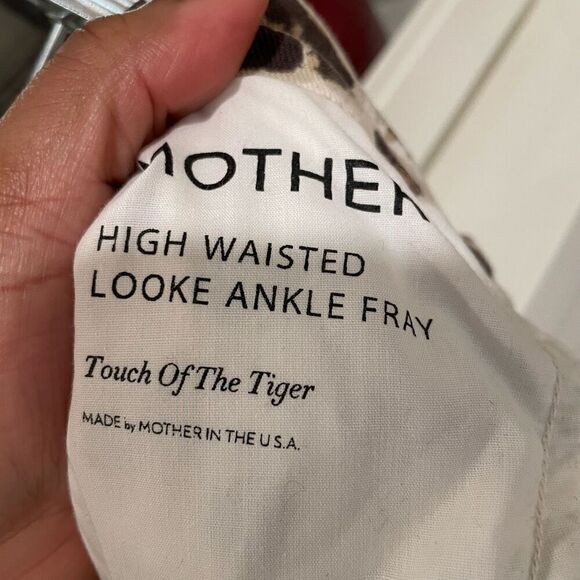 MOTHER
HIGH WAISTED
LOOKE ANKLE FRAY
Touch Of The Tiger
MADE by MOTHER IN THE U.S.A.